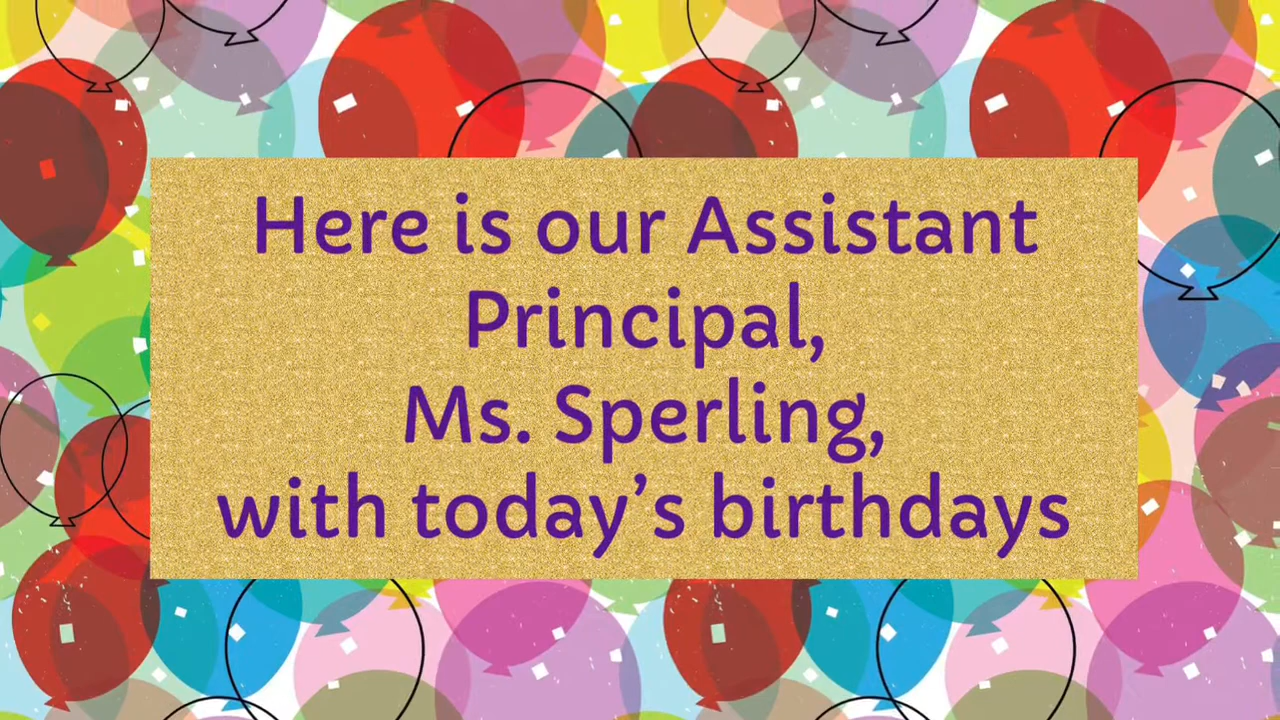 Here is our Assistant
Principal,
Ms. Sperling,
with today’s birthdays